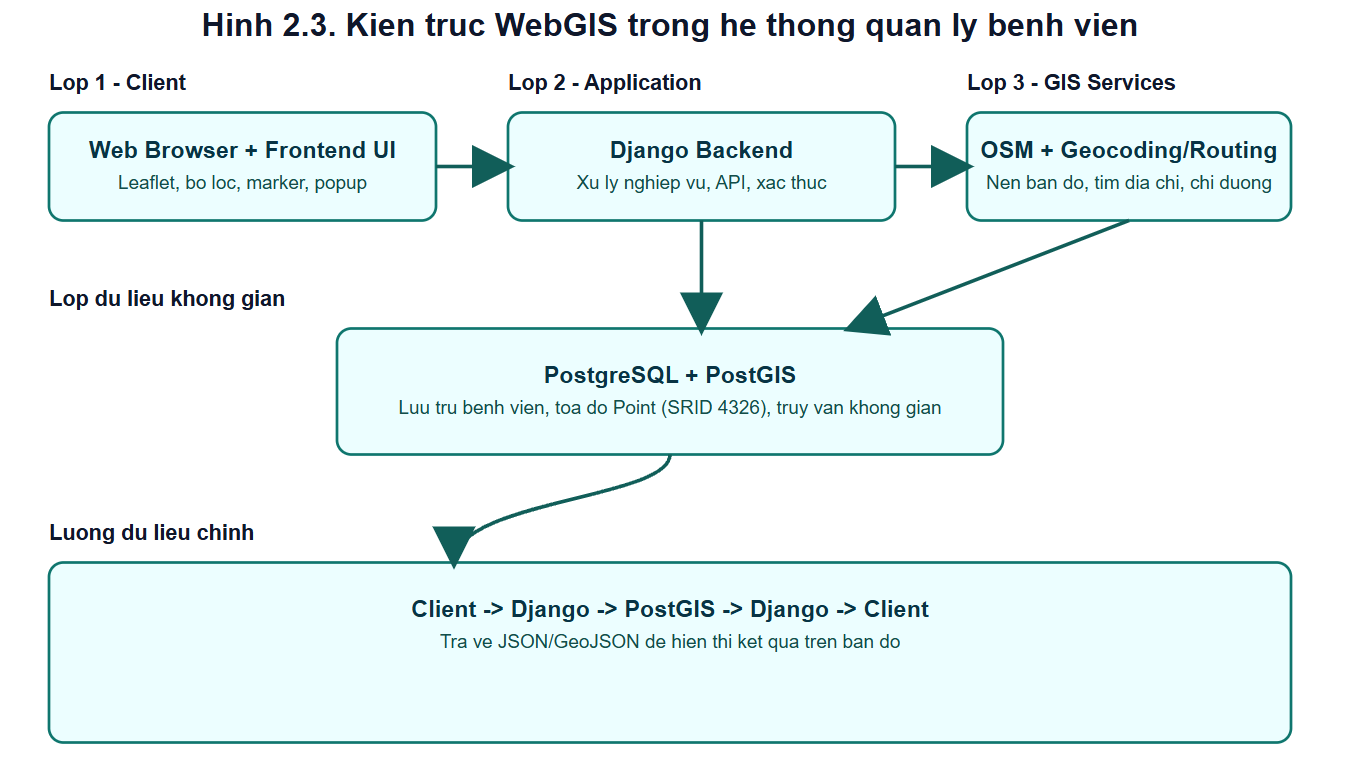 Hinh 2.3. Kien truc WebGIS trong he thong quan ly benh vien
Lop 1 - Client
Lop 2 - Application
Lop 3 - GIS Services
Web Browser + Frontend UI
Leaflet, bo loc, marker, popup
Django Backend
Xu ly nghiep vu, API, xac thuc
OSM + Geocoding/Routing
Nen ban do, tim dia chi, chi duong
Lop du lieu khong gian
PostgreSQL + PostGIS
Luu tru benh vien, toa do Point (SRID 4326), truy van khong gian
Luong du lieu chinh
Client -> Django -> PostGIS -> Django -> Client
Tra ve JSON/GeoJSON de hien thi ket qua tren ban do